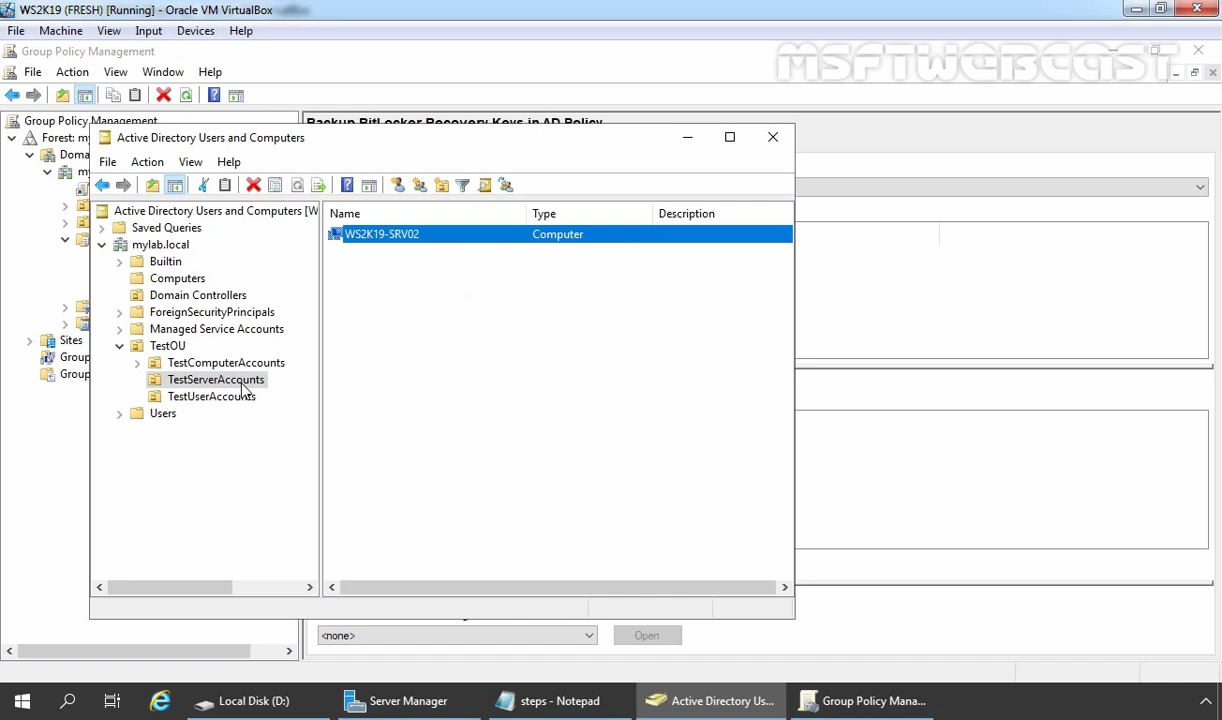 WS2K19 (FRESH) [Running] - Oracle VM VirtualBox
File Machine View Input Devices Help
Group Policy Management
MSFTWEBCAST
File Action View Window Help
Group Policy Management
Forest: my
Doma
my
Sites
Group
Group
Backup BitLocker Recovery Keys in AD Policy
Active Directory Users and Computers
File Action View Help
Active Directory Users and Computers [W
Saved Queries
mylab.local
Builtin
Computers
Domain Controllers
ForeignSecurityPrincipals
Managed Service Accounts
TestOU
TestComputerAccounts
TestServerAccounts
TestUserAccounts
Users
Name Type Description
WS2K19-SRV02 Computer
<none> Open
Local Disk (D:) Server Manager steps - Notepad Active Directory Us... Group Policy Mana...